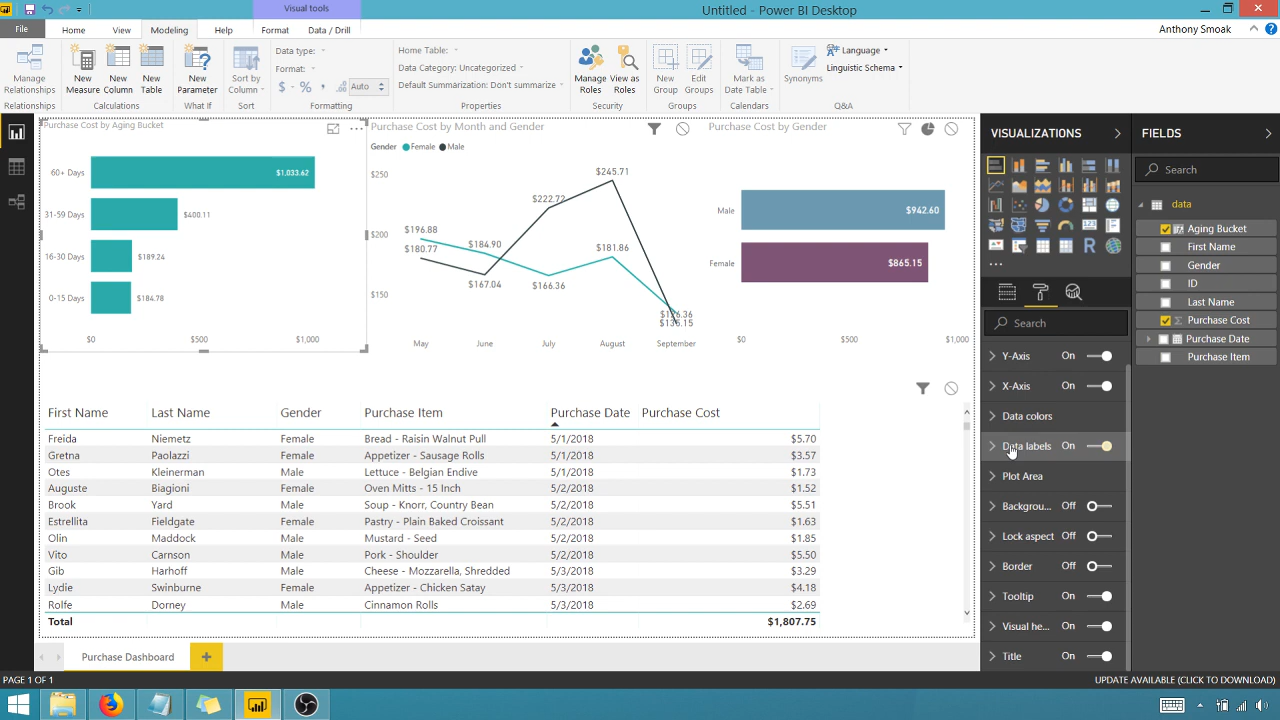 Visual tools
Untitled - Power BI Desktop
File Home View Modeling Help Format Data / Drill
Anthony Smoak
Manage Relationships
Relationships
New Measure
New Column
New Table
Calculations
New Parameter
What If
Sort by Column
Sort
Data type:
Format:
$ % , Auto
Formatting
Home Table:
Data Category: Uncategorized
Default Summarization: Don't summarize
Properties
Manage Roles
View as Roles
Security
New Group
Edit Groups
Groups
Mark as Date Table
Calendars
Synonyms
Language
Linguistic Schema
Q&A
Purchase Cost by Aging Bucket
60+ Days $1,033.62
31-59 Days $400.11
16-30 Days $189.24
0-15 Days $184.78
$0 $500 $1,000
Purchase Cost by Month and Gender
Gender Female Male
$250
$200
$150
$196.88
$180.77
$184.90
$167.04
$222.72
$166.36
$245.71
$181.86
$135.15
May June July August September
Purchase Cost by Gender
Male $942.60
Female $865.15
$0 $500 $1,000
First Name Last Name Gender Purchase Item Purchase Date Purchase Cost
Freida Niemetz Female Bread - Raisin Walnut Pull 5/1/2018 $5.70
Gretna Paolazzi Female Appetizer - Sausage Rolls 5/1/2018 $3.57
Otes Kleinerman Male Lettuce - Belgian Endive 5/1/2018 $1.73
Auguste Biagioni Female Oven Mitts - 15 Inch 5/2/2018 $1.52
Brook Yard Male Soup - Knorr, Country Bean 5/2/2018 $5.51
Estrellita Fieldgate Female Pastry - Plain Baked Croissant 5/2/2018 $1.63
Olin Maddock Male Mustard - Seed 5/2/2018 $1.85
Vito Carnson Male Pork - Shoulder 5/2/2018 $5.50
Gib Harhoff Male Cheese - Mozzarella, Shredded 5/3/2018 $3.29
Lydie Swinburne Female Appetizer - Chicken Satay 5/3/2018 $4.18
Rolfe Dorney Male Cinnamon Rolls 5/3/2018 $2.69
Total $1,807.75
VISUALIZATIONS
Search
Y-Axis On
X-Axis On
Data colors
Data labels On
Plot Area
Backgrou... Off
Lock aspect Off
Border Off
Tooltip On
Visual he... On
Title On
FIELDS
Search
data
Aging Bucket
First Name
Gender
ID
Last Name
Purchase Cost
Purchase Date
Purchase Item
Purchase Dashboard
PAGE 1 OF 1
UPDATE AVAILABLE (CLICK TO DOWNLOAD)